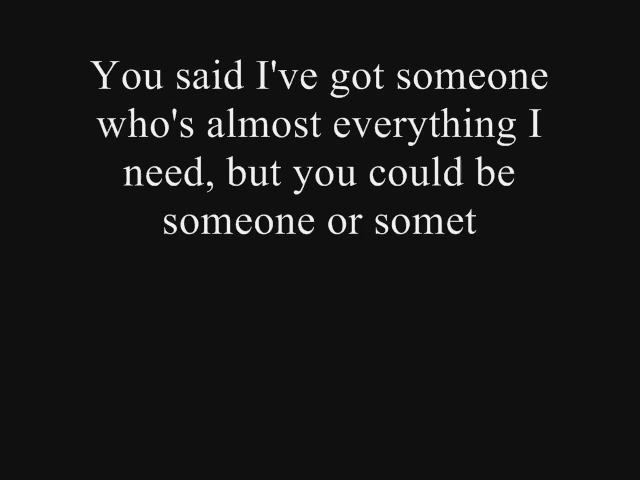 You said I've got someone
who's almost everything I
need, but you could be
someone or somet